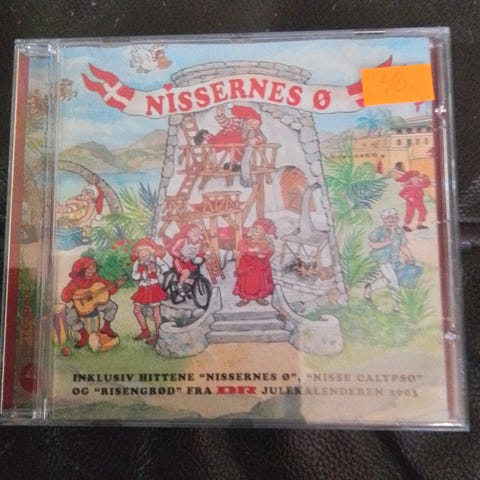 NISSERNES Ø
40
INKLUSIV HITTENE "NISSERNES Ø", "NISSE CALYPSO"
OG "RISENGRØD" FRA DR JULEKALENDEREN 2003